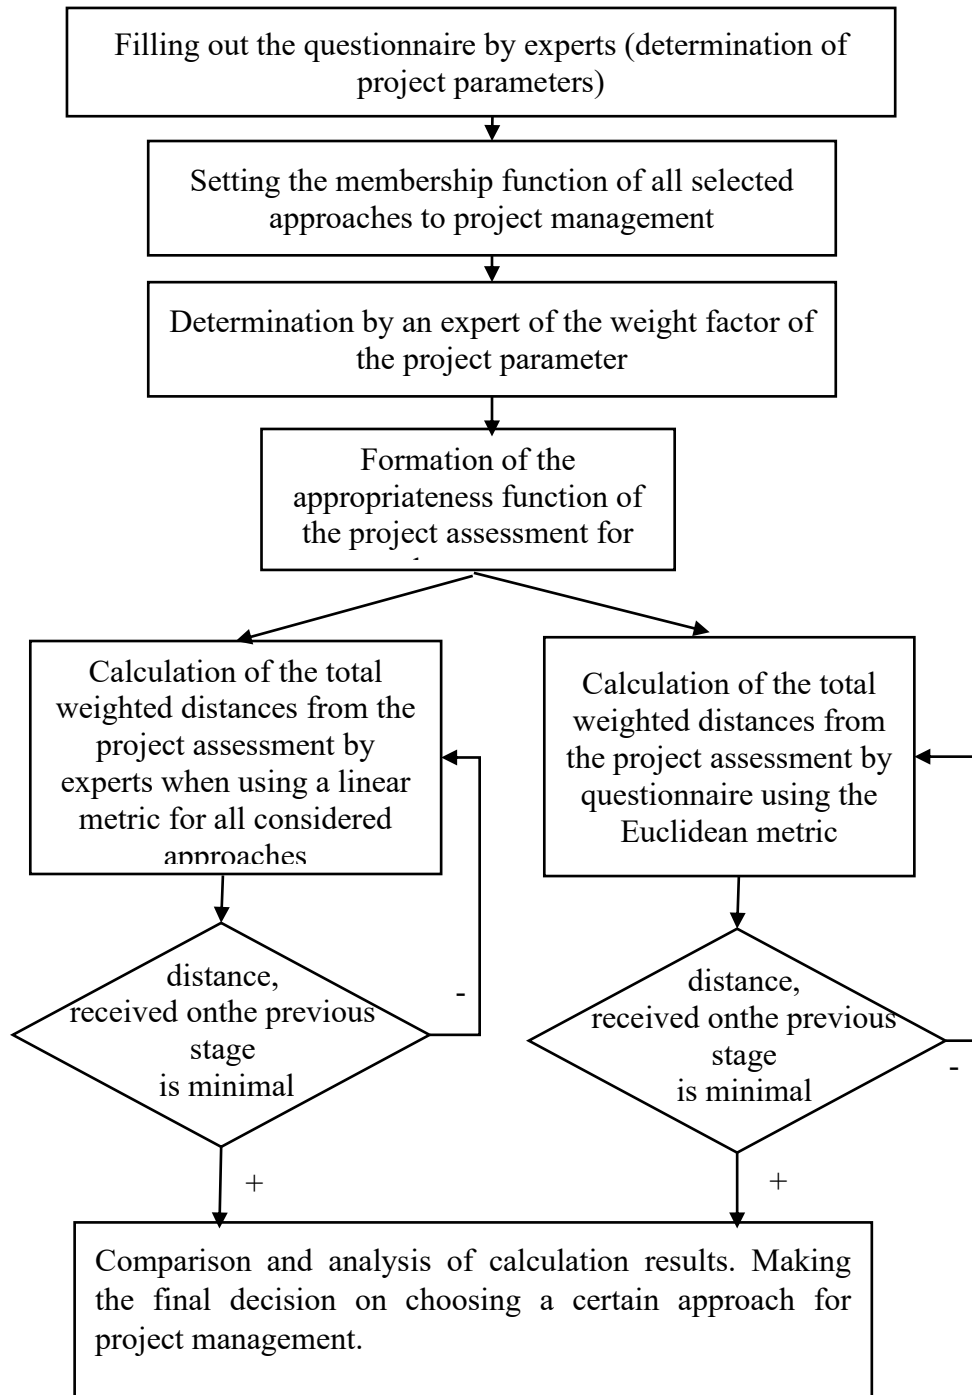 Filling out the questionnaire by experts (determination of
project parameters)
Setting the membership function of all selected
approaches to project management
Determination by an expert of the weight factor of
the project parameter
Formation of the
appropriateness function of
the project assessment for
Calculation of the total
weighted distances from the
project assessment by
experts when using a linear
metric for all considered
approaches
Calculation of the total
weighted distances from
the project assessment by
questionnaire using the
Euclidean metric
distance,
received onthe previous
stage
is minimal
-
distance,
received onthe previous
stage
is minimal
-
+
+
Comparison and analysis of calculation results. Making
the final decision on choosing a certain approach for
project management.